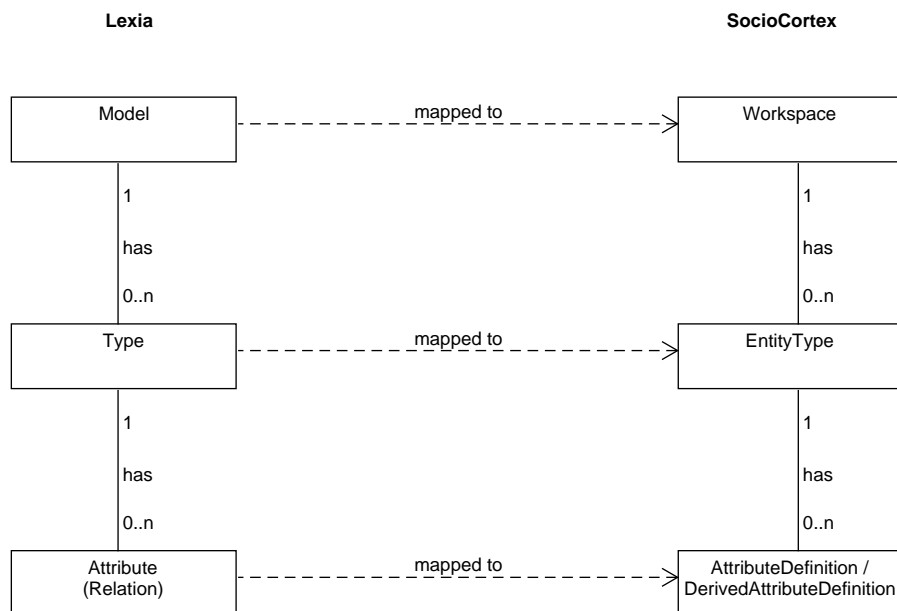 Lexia
SocioCortex
Model
mapped to
Workspace
1
1
has
has
0..n
0..n
Type
mapped to
EntityType
1
1
has
has
0..n
0..n
Attribute
(Relation)
mapped to
AttributeDefinition /
DerivedAttributeDefinition